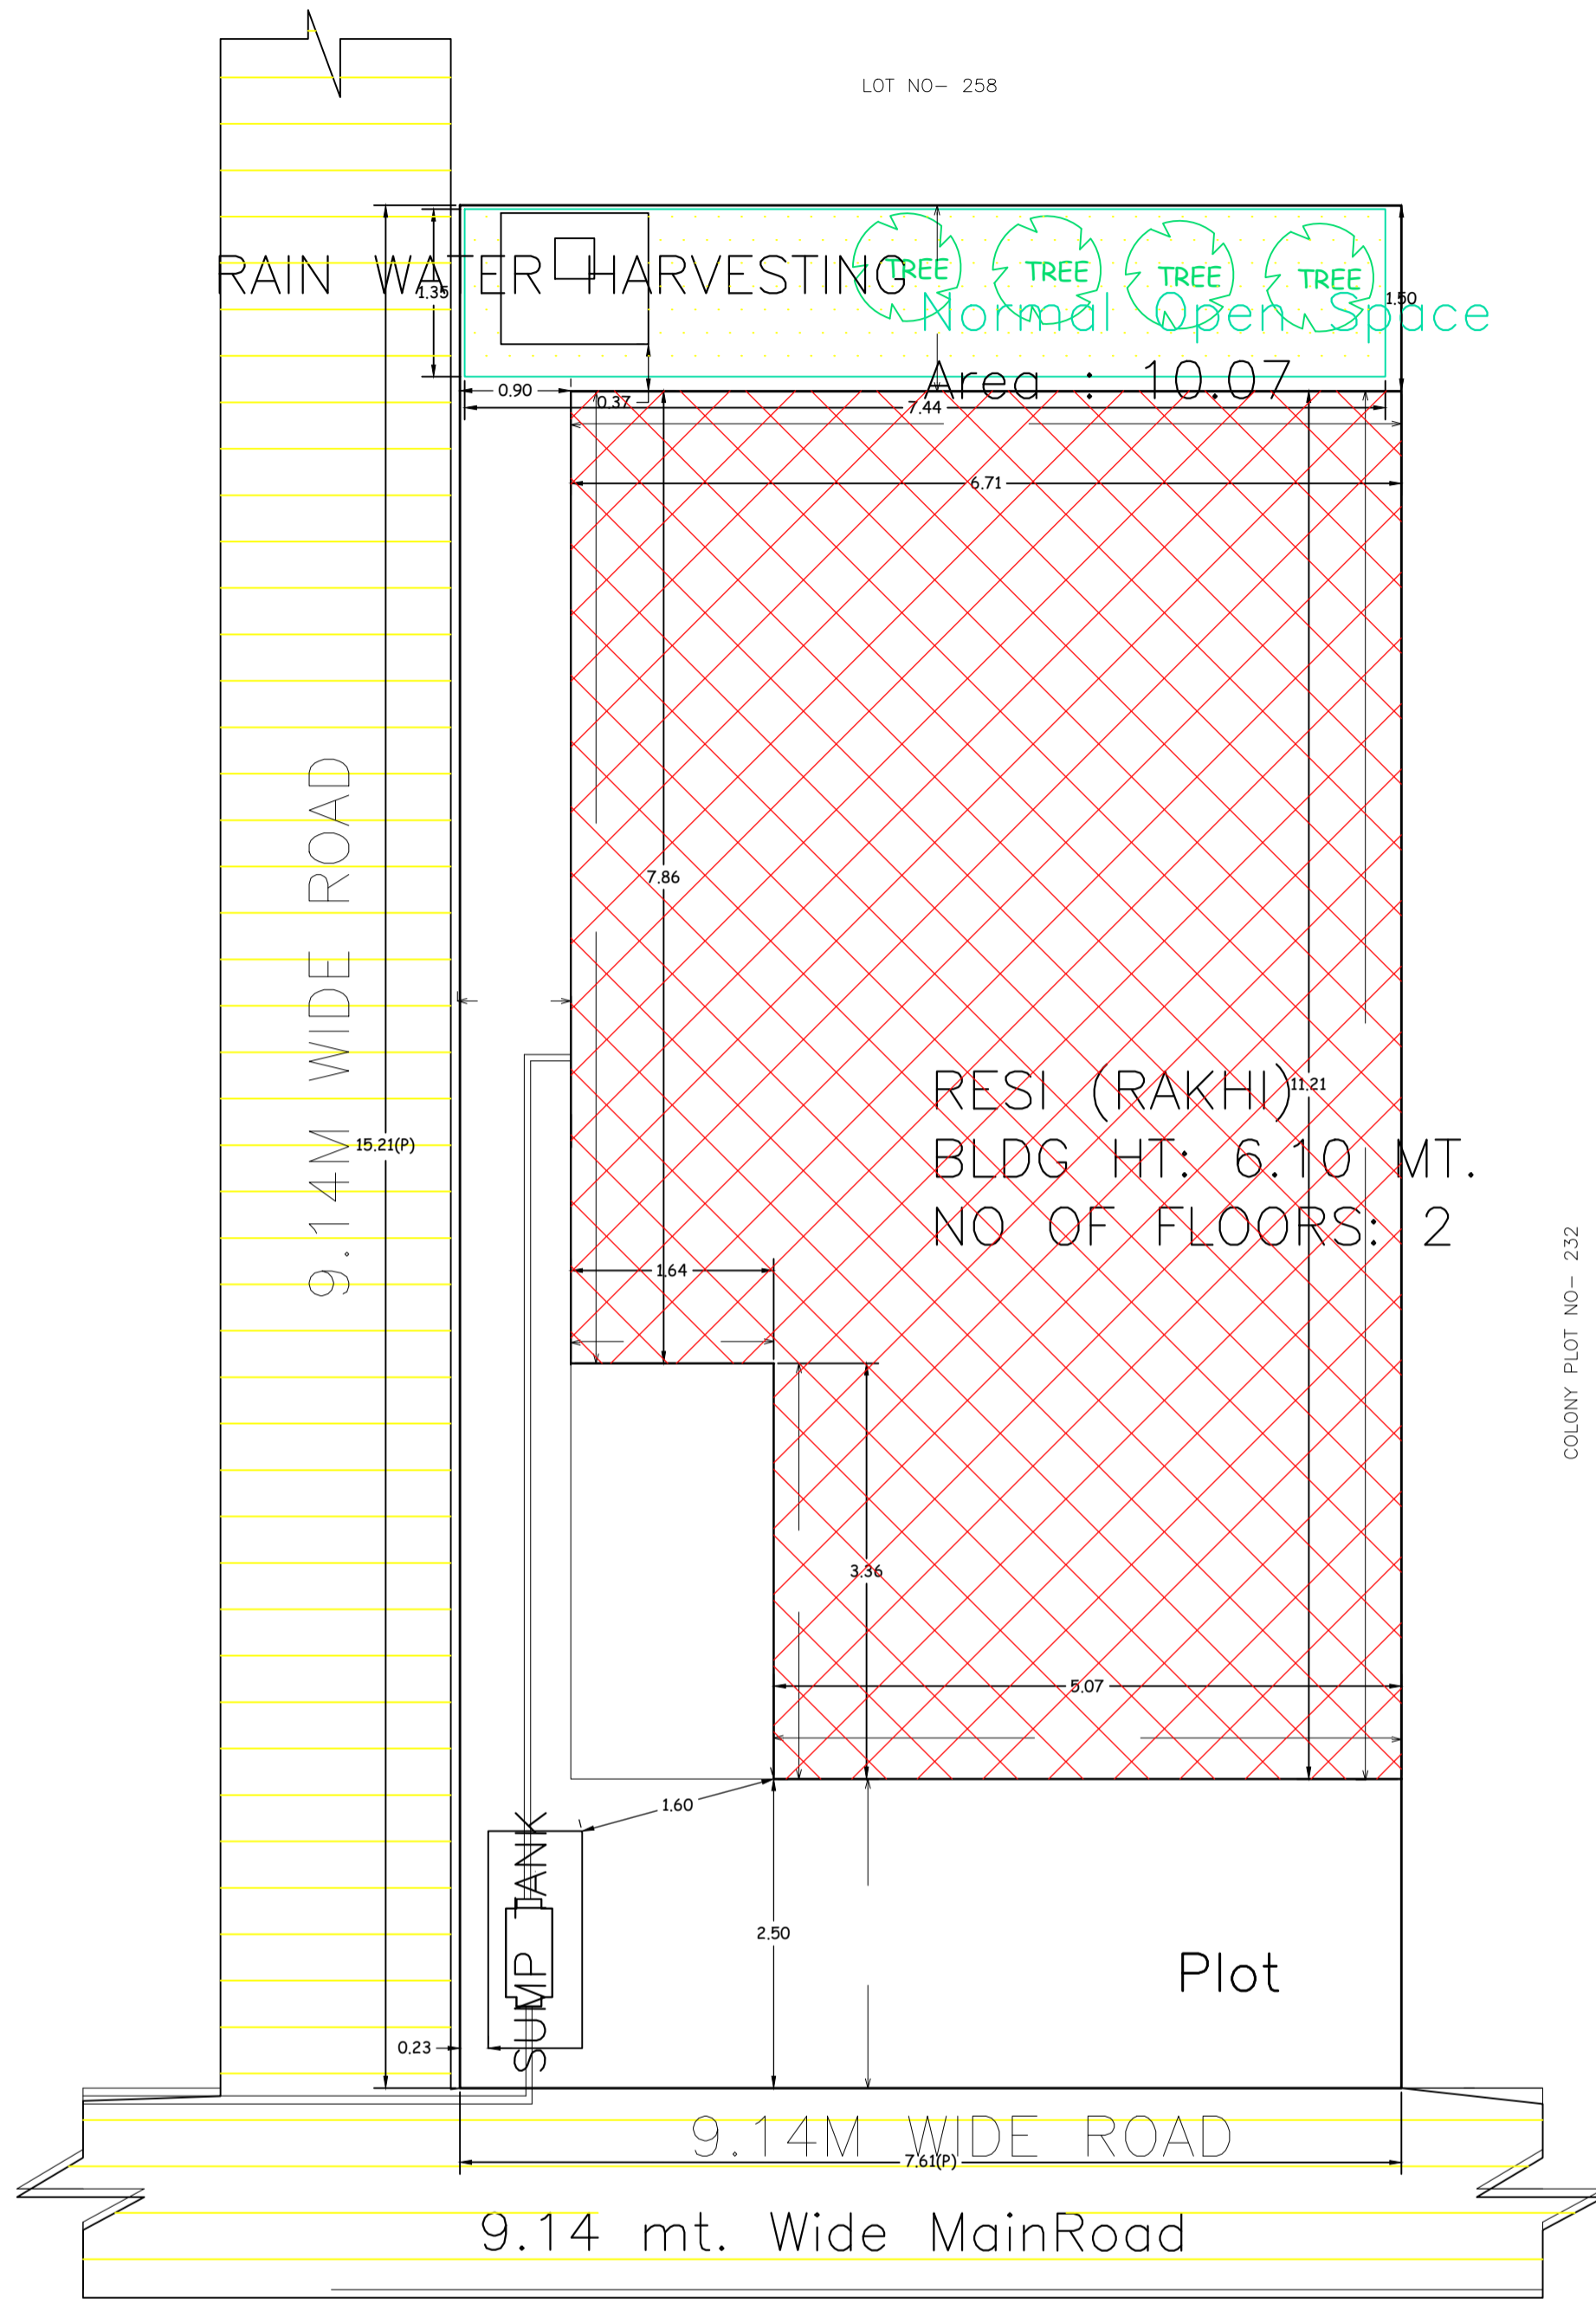 LOT NO- 258
RAIN WATER HARVESTING
TREE
TREE
TREE
TREE
1.35
1.50
Normal Open Space
Area : 10.07
0.90
0.37
7.44
6.71
7.86
9.14M WIDE ROAD
15.21(P)
RESI (RAKHI)
11.21
BLDG HT: 6.10 MT.
NO OF FLOORS: 2
COLONY PLOT NO- 232
1.64
3.36
5.07
1.60
SUMP TANK
2.50
Plot
0.23
9.14M WIDE ROAD
7.61(P)
9.14 mt. Wide MainRoad